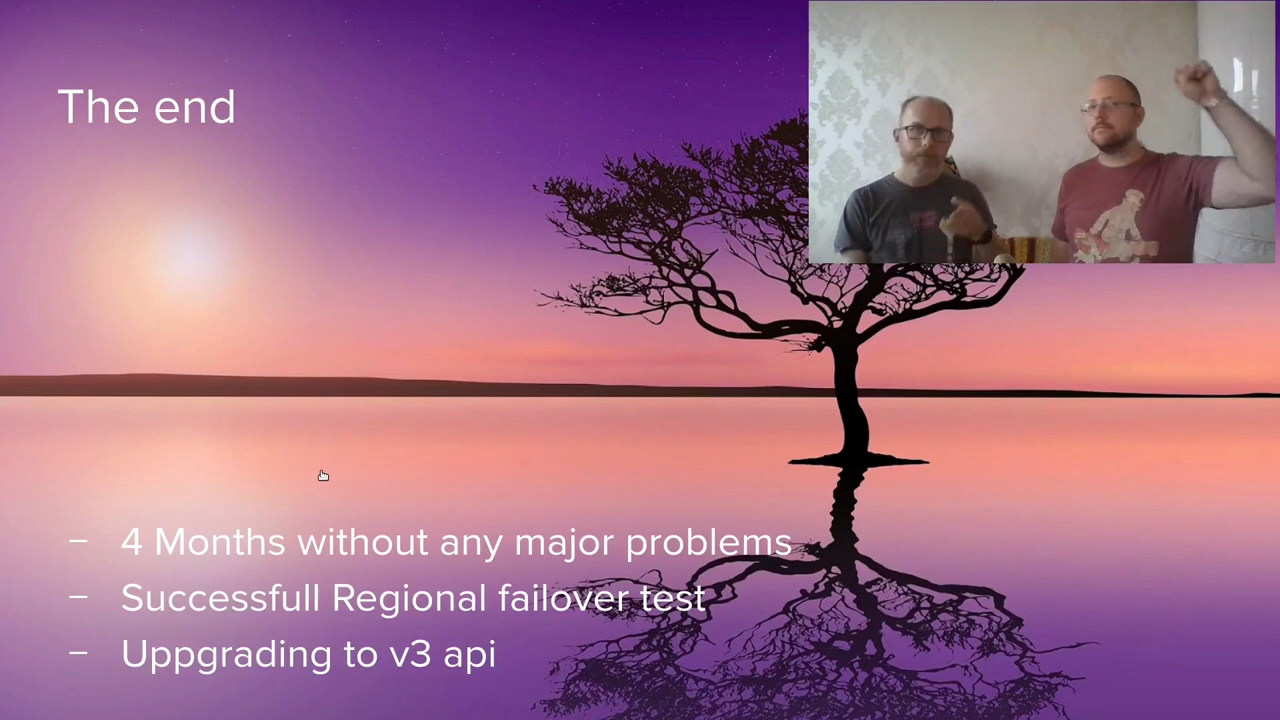 The end
– 4 Months without any major problems
– Successfull Regional failover test
– Uppgrading to v3 api